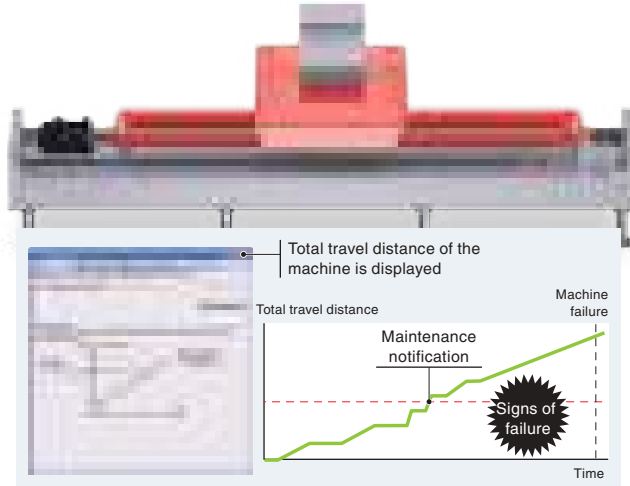 Total travel distance of the
machine is displayed
Total travel distance
Machine
failure
Maintenance
notification
Signs of
failure
Time